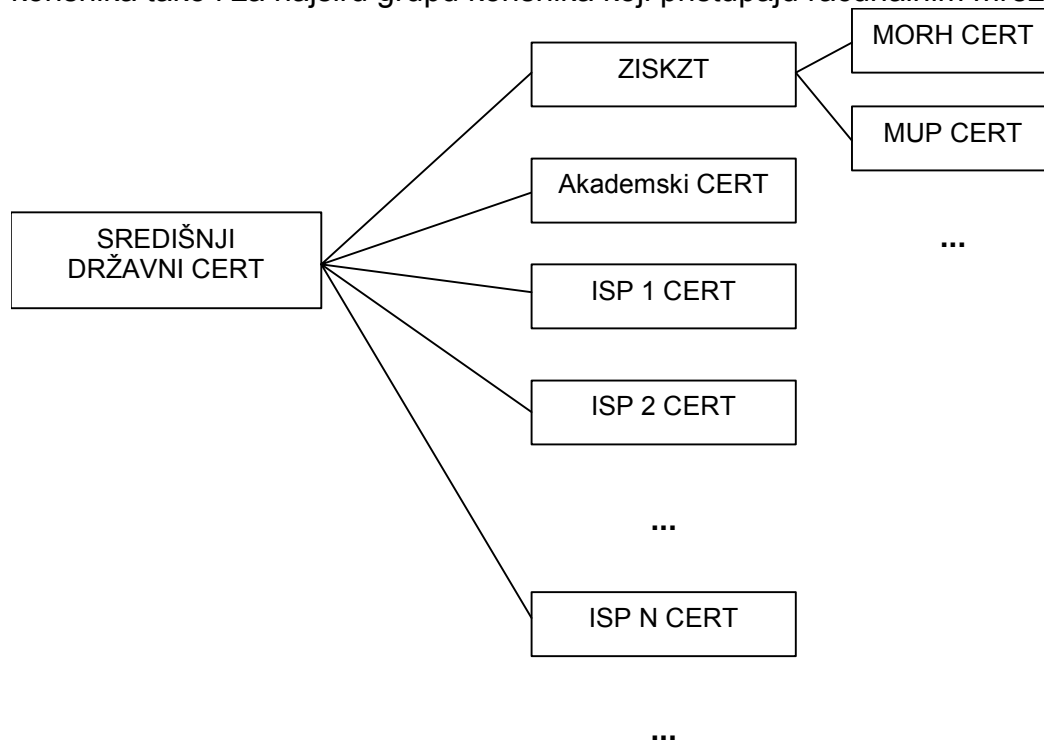 MORH CERT
ZISKZT
MUP CERT
Akademski CERT
...
SREDIŠNJI
DRŽAVNI CERT
ISP 1 CERT
ISP 2 CERT
...
ISP N CERT
...